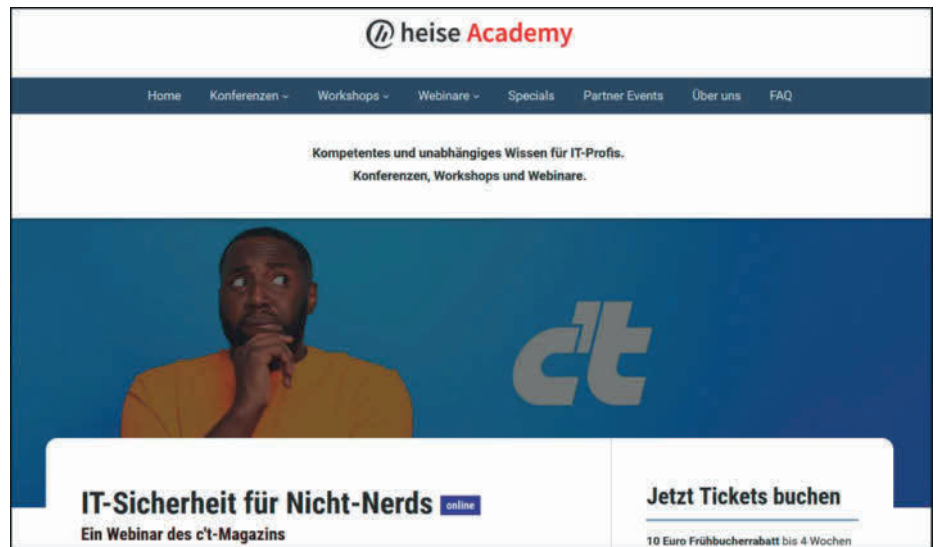 heise Academy
Home Konferenzen Workshops Webinare Specials Partner Events Über uns FAQ
Kompetentes und unabhängiges Wissen für IT-Profis.
Konferenzen, Workshops und Webinare.
c't
IT-Sicherheit für Nicht-Nerds online
Ein Webinar des c't-Magazins
Jetzt Tickets buchen
10 Euro Frühbucherrabatt bis 4 Wochen